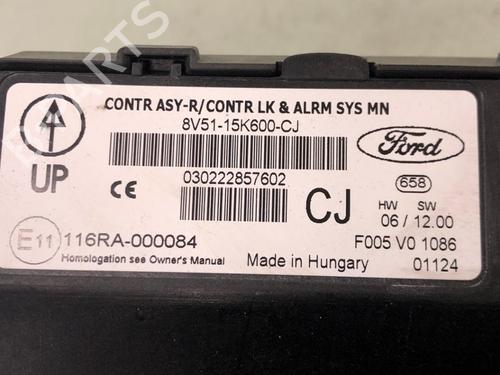 CONTR ASY-R/CONTR LK & ALRM SYS MN
8V51-15K600-CJ
UP
Ford
030222857602
CE
CJ
658
HW SW
06 / 12.00
E11 116RA-000084
F005 V0 1086
Homologation see Owner's Manual
Made in Hungary
01124
PARTS